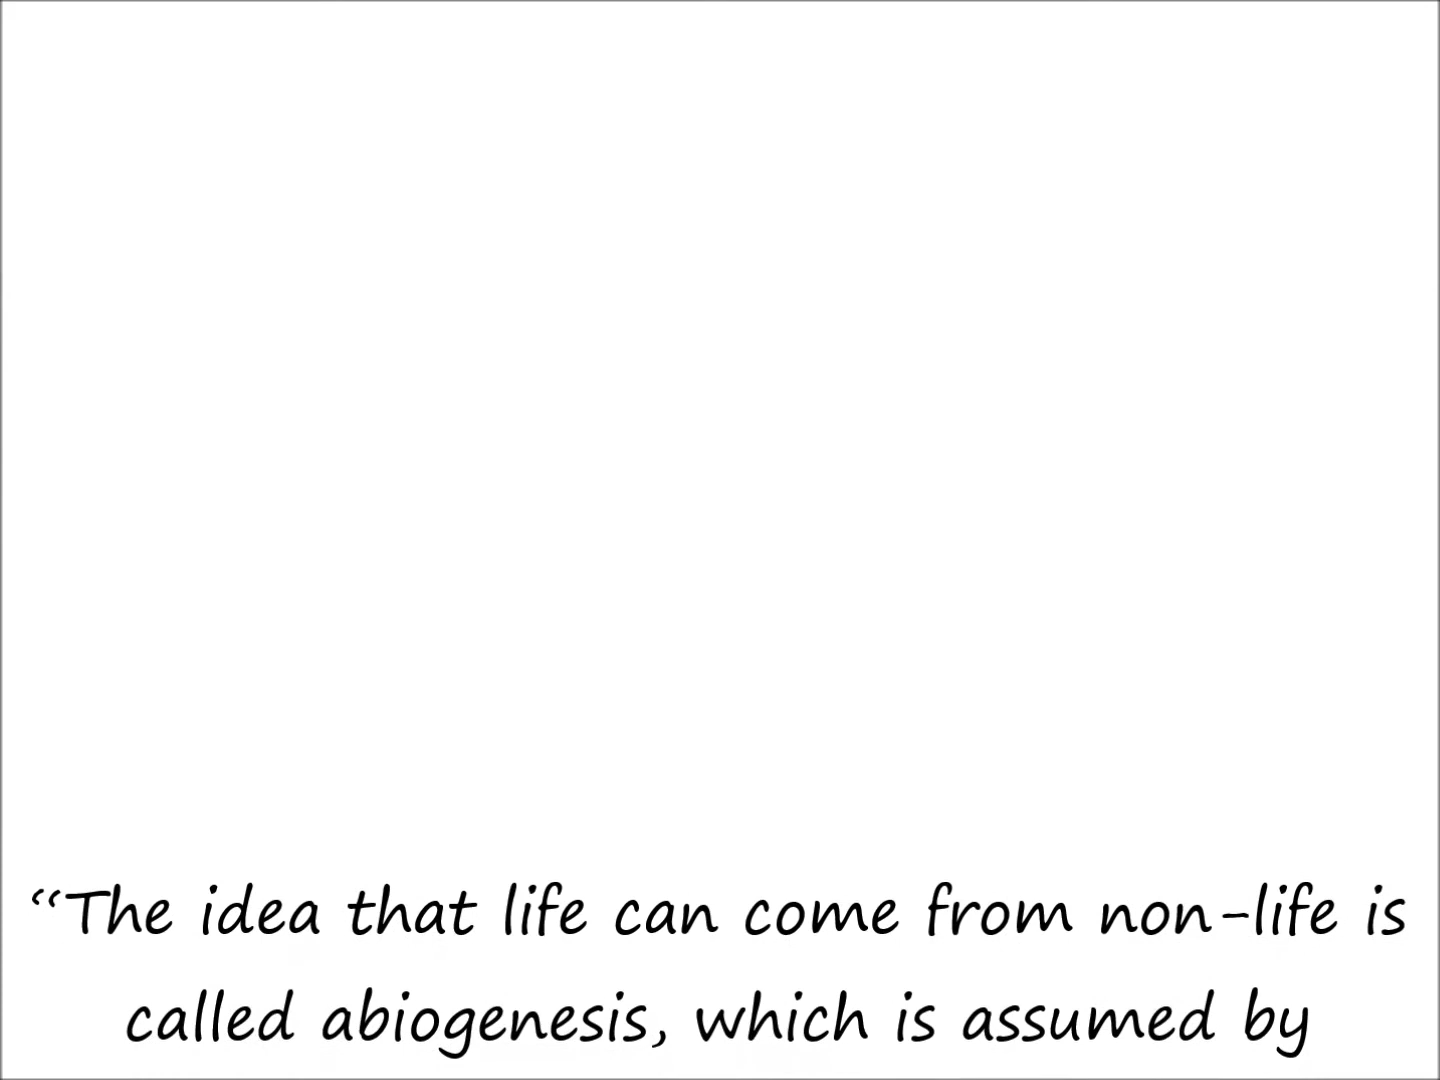 “The idea that life can come from non-life is
called abiogenesis, which is assumed by